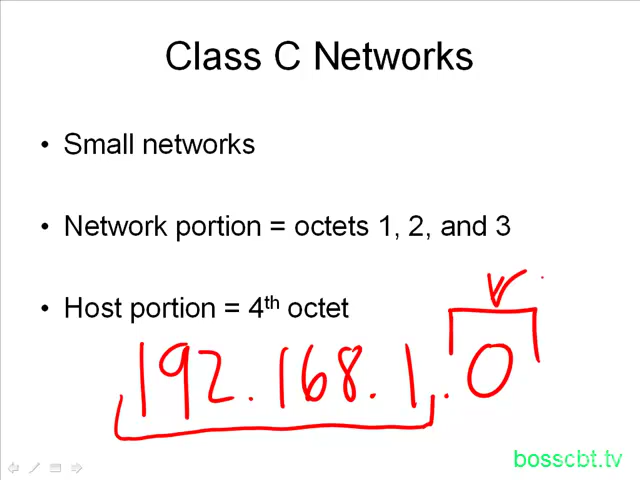 Class C Networks
• Small networks
• Network portion = octets 1, 2, and 3
• Host portion = 4th octet
192.168.1.0
bosscbt.tv